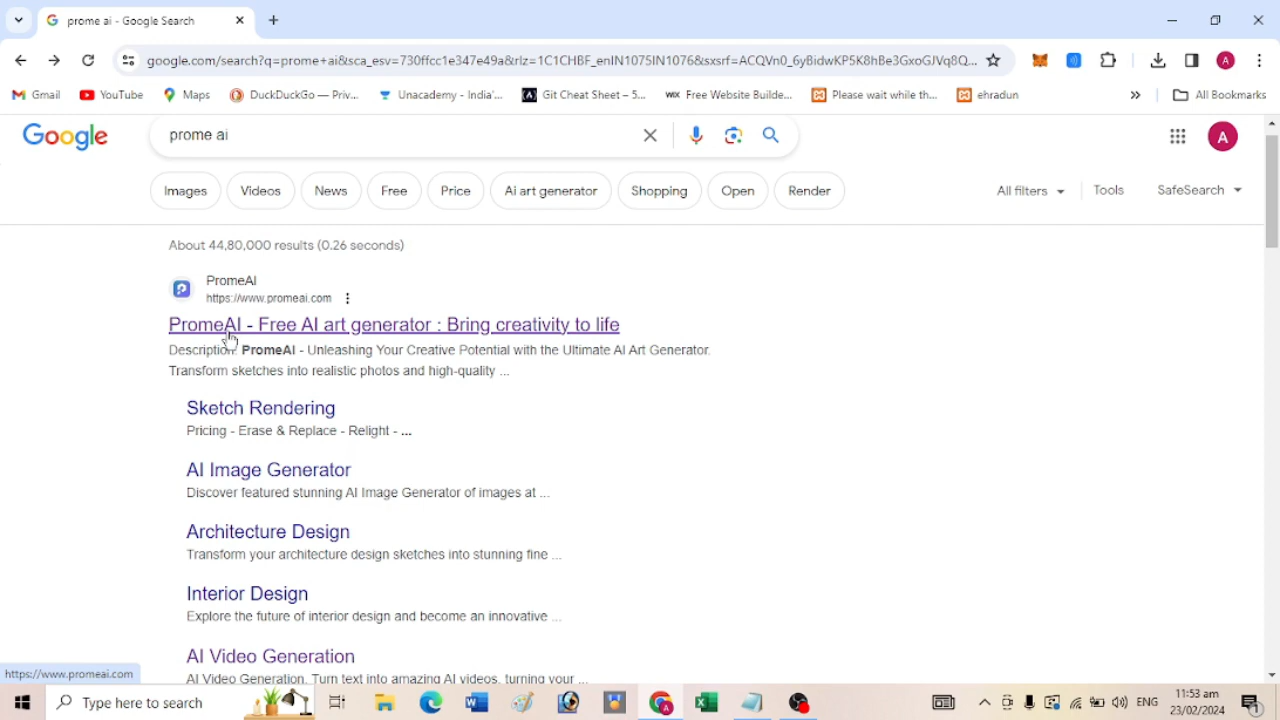 prome ai - Google Search
google.com/search?q=prome+ai&sca_esv=730ffcc1e347e49a&rlz=1C1CHBF_enIN1075IN1076&sxsrf=ACQVn0_6yBidwKP5K8hBe3GxoGJVq8Q...
A
Gmail
YouTube
Maps
DuckDuckGo — Priv...
Unacademy - India'...
Git Cheat Sheet – 5...
WIX Free Website Builde...
Please wait while th...
ehradun
»
All Bookmarks
Google
prome ai
A
Images
Videos
News
Free
Price
Ai art generator
Shopping
Open
Render
All filters
Tools
SafeSearch
About 44,80,000 results (0.26 seconds)
PromeAI
https://www.promeai.com
PromeAI - Free AI art generator : Bring creativity to life
Description: PromeAI - Unleashing Your Creative Potential with the Ultimate AI Art Generator.
Transform sketches into realistic photos and high-quality ...
Sketch Rendering
Pricing - Erase & Replace - Relight - ...
AI Image Generator
Discover featured stunning AI Image Generator of images at ...
Architecture Design
Transform your architecture design sketches into stunning fine ...
Interior Design
Explore the future of interior design and become an innovative ...
AI Video Generation
AI Video Generation. Turn text into amazing AI videos, turning your ...
https://www.promeai.com
Type here to search
ENG
11:53 am
23/02/2024
1